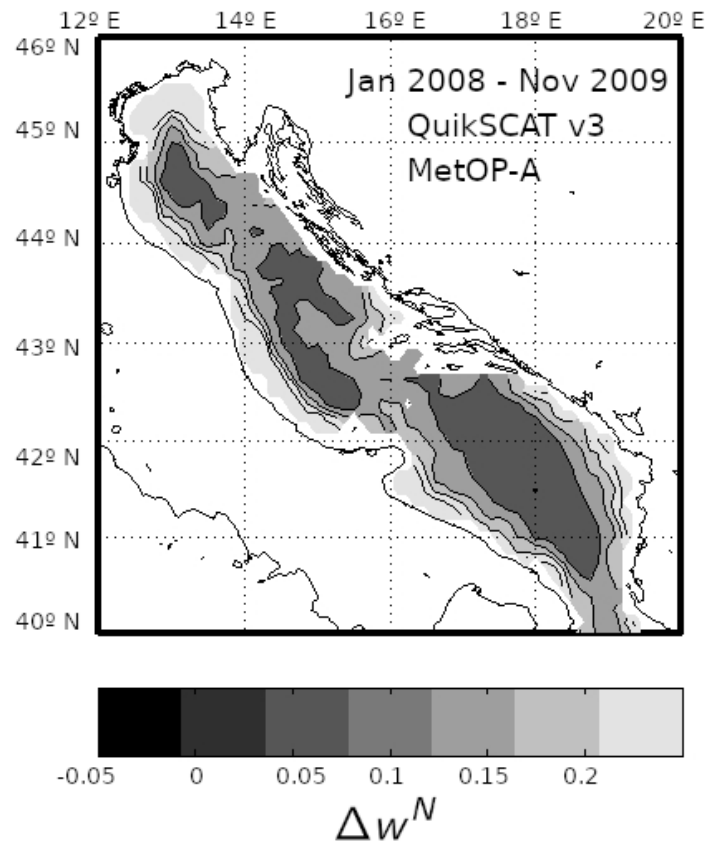 12º E 14º E 16º E 18º E 20º E
46º N
Jan 2008 - Nov 2009
QuikSCAT v3
45º N
MetOP-A
44º N
43º N
42º N
41º N
40º N
-0.05 0 0.05 0.1 0.15 0.2
Δw^N